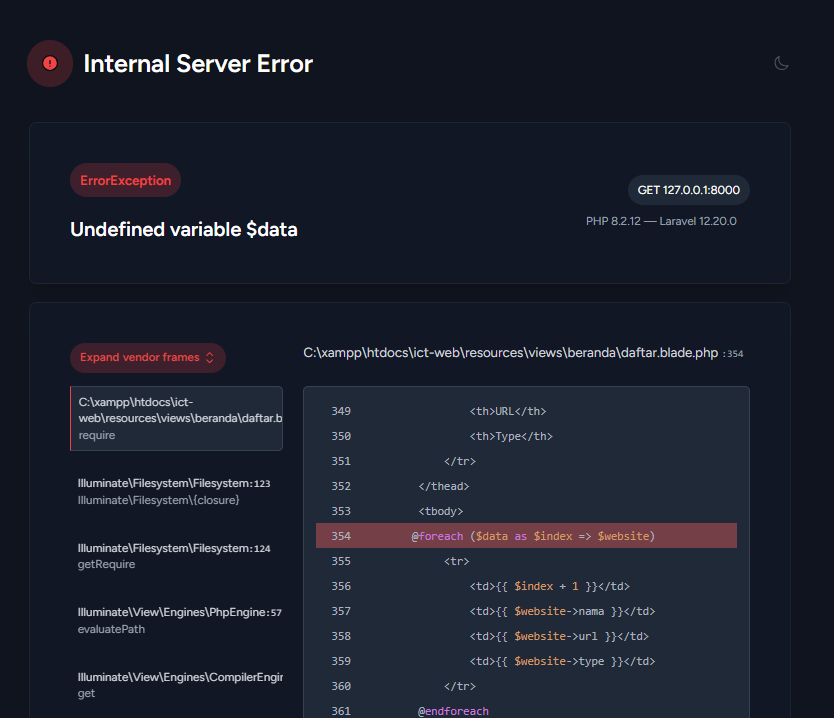 Internal Server Error
ErrorException
GET 127.0.0.1:8000
Undefined variable $data
PHP 8.2.12 — Laravel 12.20.0
Expand vendor frames
C:\xampp\htdocs\ict-web\resources\views\beranda\daftar.blade.php :354
C:\xampp\htdocs\ict-
web\resources\views\beranda\daftar.b
require
Illuminate\Filesystem\Filesystem:123
Illuminate\Filesystem\{closure}
Illuminate\Filesystem\Filesystem:124
getRequire
Illuminate\View\Engines\PhpEngine:57
evaluatePath
Illuminate\View\Engines\CompilerEngin
get
349 <th>URL</th>
350 <th>Type</th>
351 </tr>
352 </thead>
353 <tbody>
354 @foreach ($data as $index => $website)
355 <tr>
356 <td>{{ $index + 1 }}</td>
357 <td>{{ $website->nama }}</td>
358 <td>{{ $website->url }}</td>
359 <td>{{ $website->type }}</td>
360 </tr>
361 @endforeach